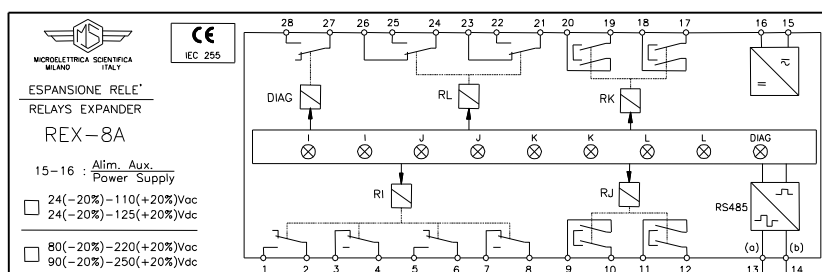 28 27 26 25 24 23 22 21 20 19 18 17 16 15
MS
MICROELETTRICA SCIENTIFICA
MILANO ITALY
CE
IEC 255
ESPANSIONE RELE'
RELAYS EXPANDER
REX-8A
15-16 : Alim. Aux.
Power Supply
24(-20%)-110(+20%)Vac
24(-20%)-125(+20%)Vdc
80(-20%)-220(+20%)Vac
90(-20%)-250(+20%)Vdc
DIAG RL RK
I I J J K K L L DIAG
RI RJ RS485
(a) (b)
1 2 3 4 5 6 7 8 9 10 11 12 13 14